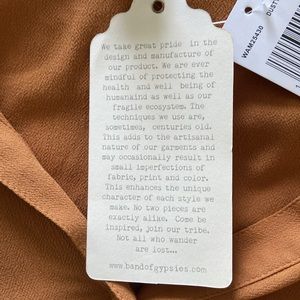 We take great pride in the
design and manufacture of
our product. We are ever
mindful of protecting the
health and well being of
humankind as well as our
fragile ecosystem. The
techniques we use are,
sometimes, centuries old.
This adds to the artisanal
nature of our garments and
may occasionally result in
small imperfections of
fabric, print and color.
This enhances the unique
character of each style we
make. No two pieces are
exactly alike. Come be
inspired, join our tribe.
Not all who wander
are lost...
www.bandofgypsies.com
WAM25430
DUST